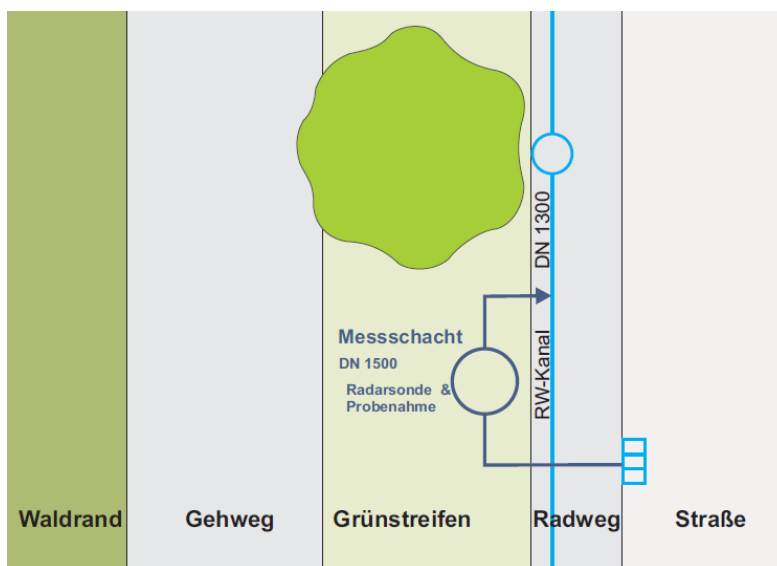 DN 1300
Messschacht
DN 1500
Radarsonde &
Probenahme
RW-Kanal
Waldrand
Gehweg
Grünstreifen
Radweg
Straße